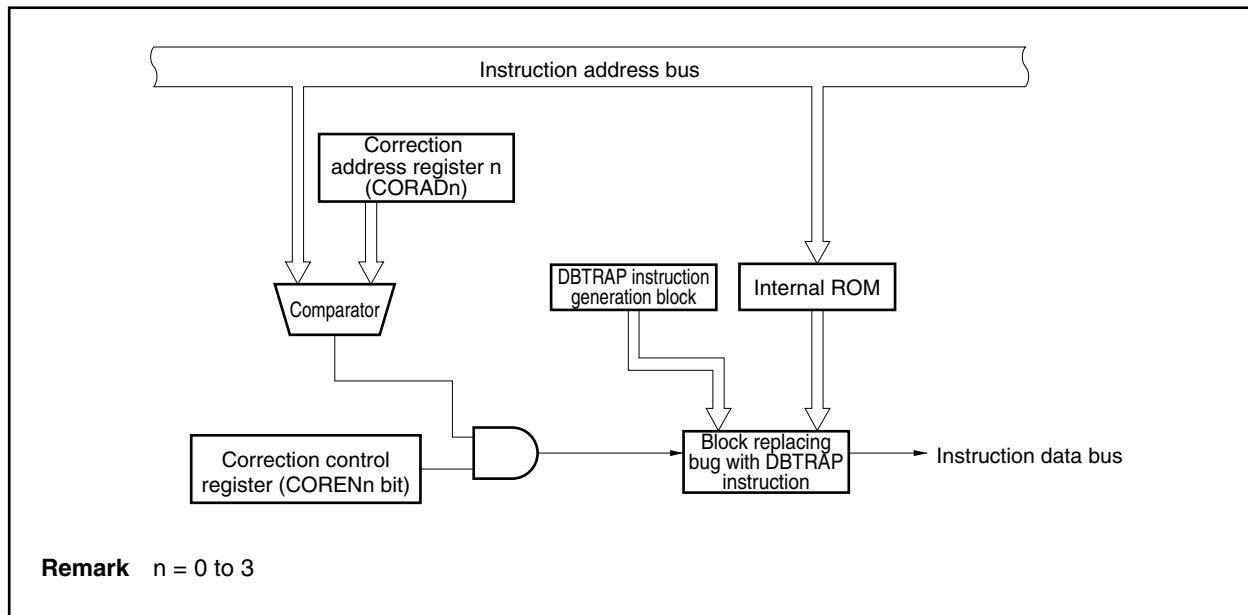 Instruction address bus
Correction
address register n
(CORADn)
Comparator
DBTRAP instruction
generation block
Internal ROM
Correction control
register (CORENn bit)
Block replacing
bug with DBTRAP
instruction
Instruction data bus
Remark n = 0 to 3